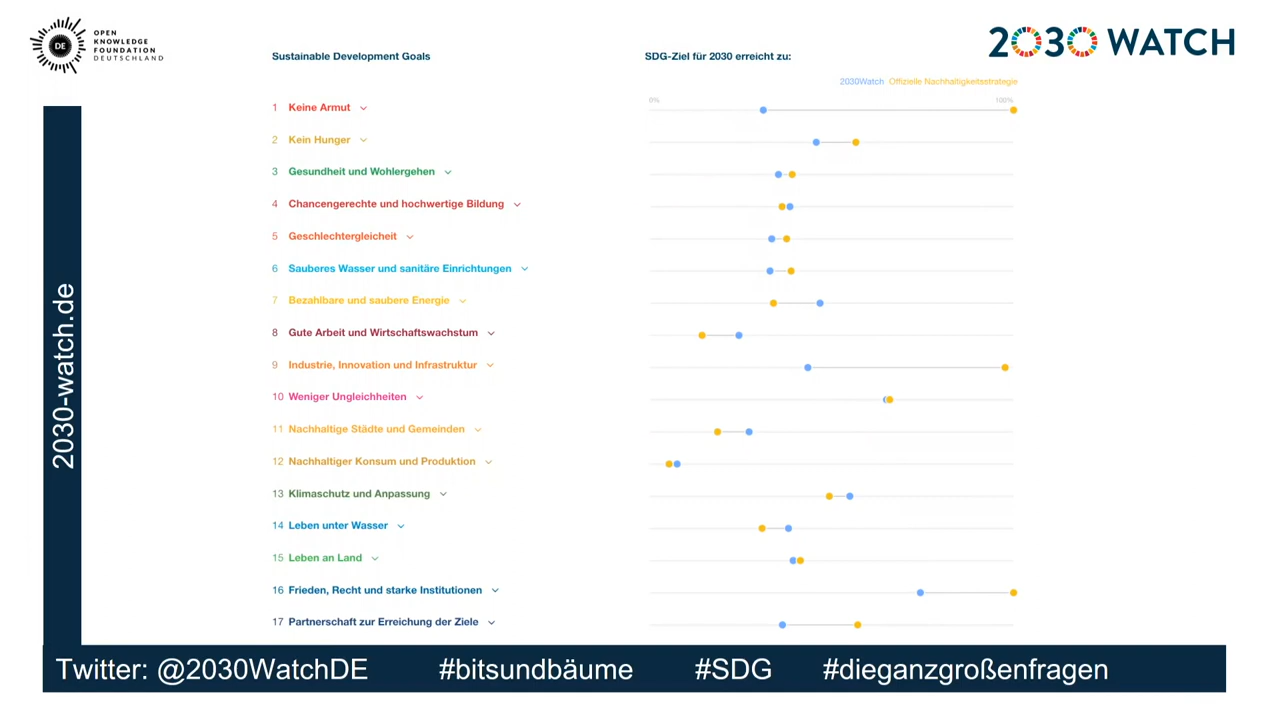 OPEN
KNOWLEDGE
FOUNDATION
DEUTSCHLAND
DE
2030 WATCH
Sustainable Development Goals
SDG-Ziel für 2030 erreicht zu:
2030Watch Offizielle Nachhaltigkeitsstrategie
0% 100%
1 Keine Armut
2 Kein Hunger
3 Gesundheit und Wohlergehen
4 Chancengerechte und hochwertige Bildung
5 Geschlechtergleicheit
6 Sauberes Wasser und sanitäre Einrichtungen
7 Bezahlbare und saubere Energie
8 Gute Arbeit und Wirtschaftswachstum
9 Industrie, Innovation und Infrastruktur
10 Weniger Ungleichheiten
11 Nachhaltige Städte und Gemeinden
12 Nachhaltiger Konsum und Produktion
13 Klimaschutz und Anpassung
14 Leben unter Wasser
15 Leben an Land
16 Frieden, Recht und starke Institutionen
17 Partnerschaft zur Erreichung der Ziele
2030-watch.de
Twitter: @2030WatchDE #bitsundbäume #SDG #dieganzgroßenfragen